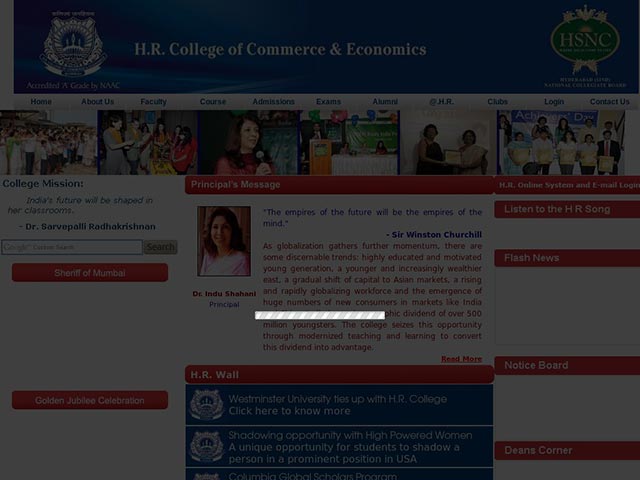 H.R. College of Commerce & Economics
Accredited 'A' Grade by NAAC
HSNC
HYDERABAD (SIND)
NATIONAL COLLEGIATE BOARD
Home About Us Faculty Course Admissions Exams Alumni @.H.R. Clubs Login Contact Us
College Mission:
India's future will be shaped in
her classrooms.
- Dr. Sarvepalli Radhakrishnan
Google Custom Search Search
Sheriff of Mumbai
Golden Jubilee Celebration
Principal's Message
Dr. Indu Shahani
Principal
"The empires of the future will be the empires of the
mind."
- Sir Winston Churchill
As globalization gathers further momentum, there are
some discernable trends: highly educated and motivated
young generation, a younger and increasingly wealthier
east, a gradual shift of capital to Asian markets, a rising
and rapidly globalizing workforce and the emergence of
huge numbers of new consumers in markets like India
phic dividend of over 500
million youngsters. The college seizes this opportunity
through modernized teaching and learning to convert
this dividend into advantage.
Read More
H.R. Wall
Westminster University ties up with H.R. College
Click here to know more
Shadowing opportunity with High Powered Women
A unique opportunity for students to shadow a
person in a prominent position in USA
Columbia Global Scholars Program
H.R. Online System and E-mail Login
Listen to the H R Song
Flash News
Notice Board
Deans Corner